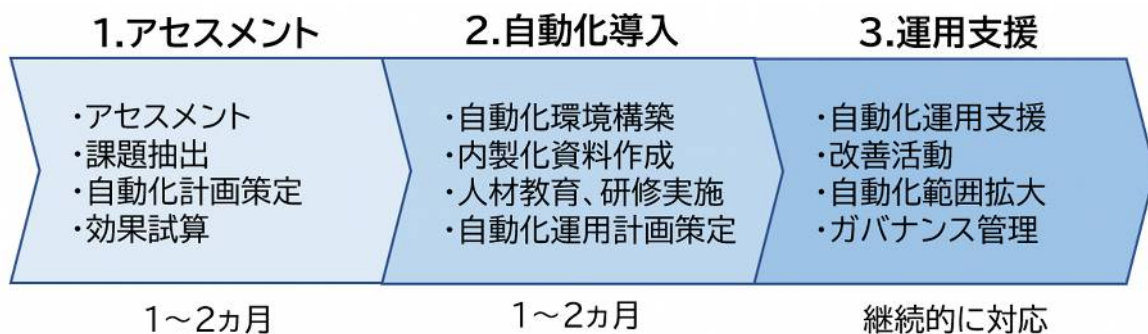 1.アセスメント
・アセスメント
・課題抽出
・自動化計画策定
・効果試算
1～2ヵ月
2.自動化導入
・自動化環境構築
・内製化資料作成
・人材教育、研修実施
・自動化運用計画策定
1～2ヵ月
3.運用支援
・自動化運用支援
・改善活動
・自動化範囲拡大
・ガバナンス管理
継続的に対応